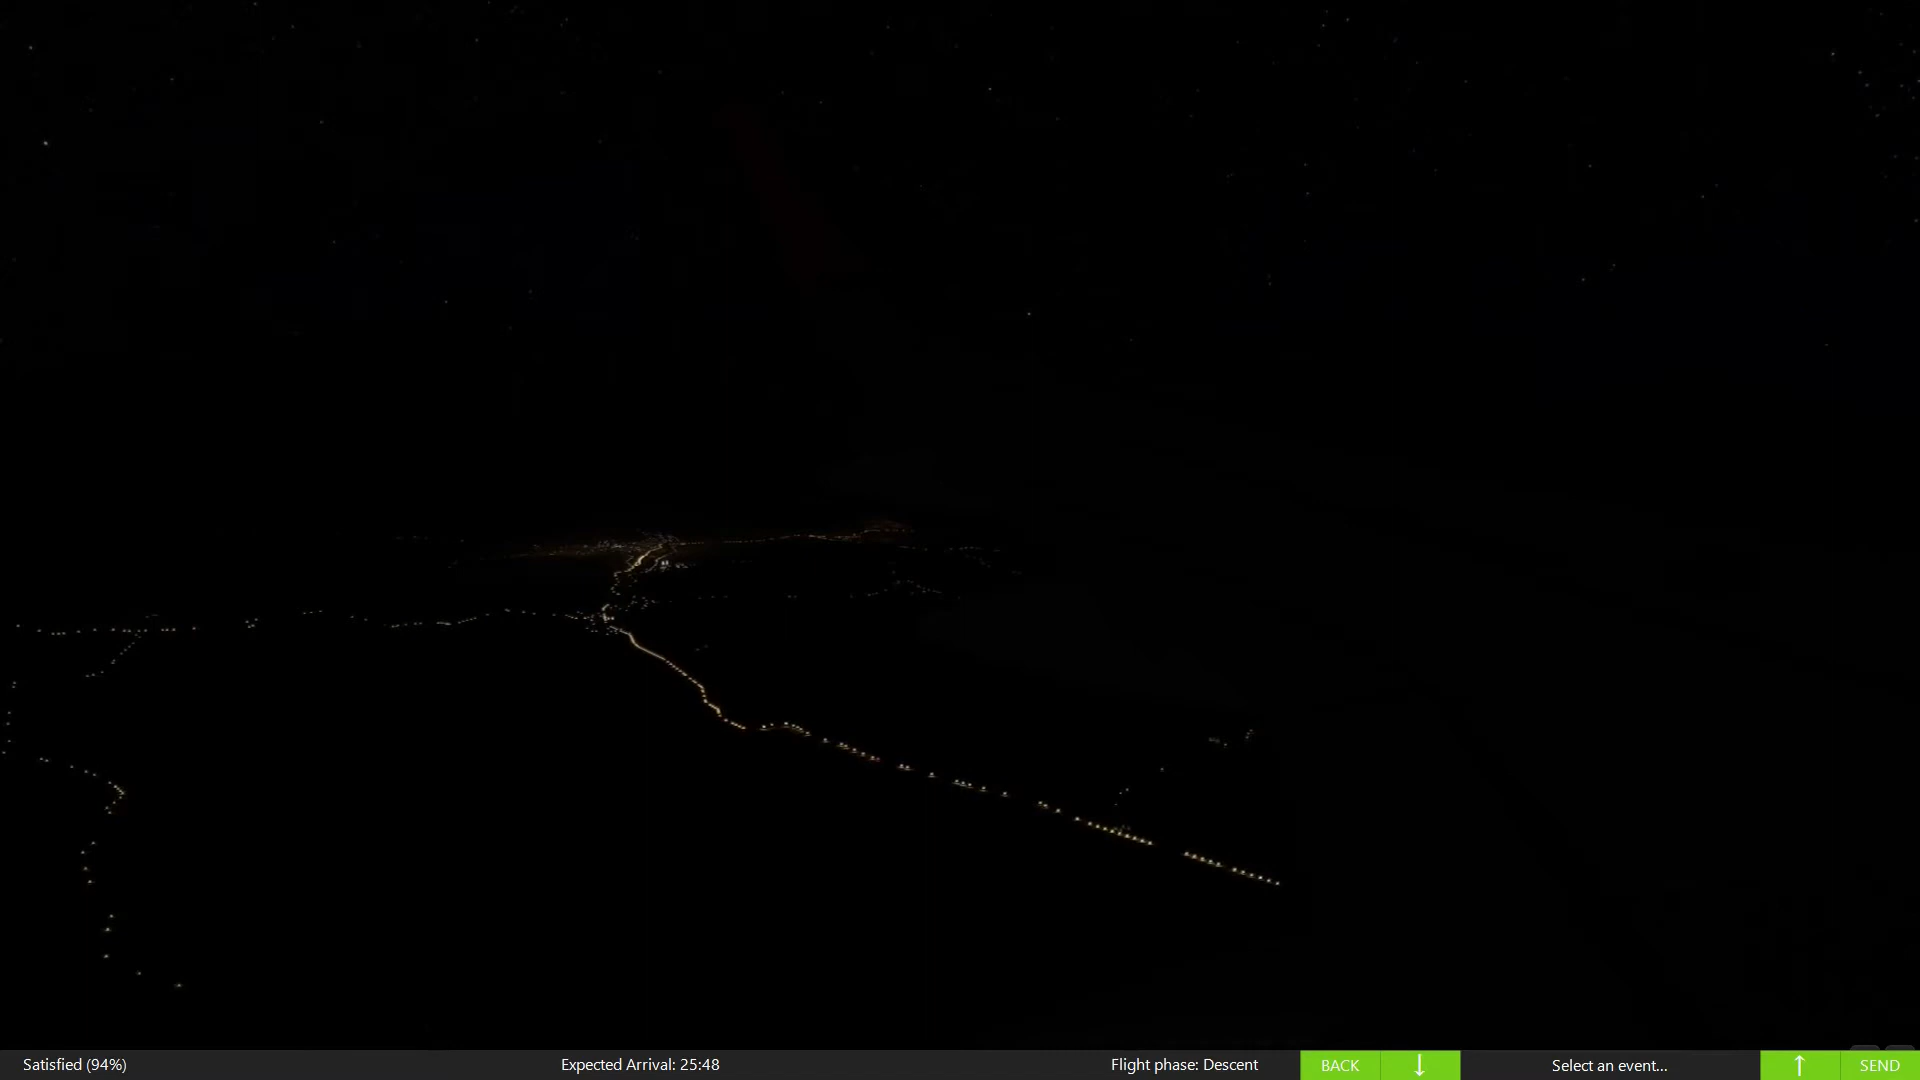 Satisfied (94%)
Expected Arrival: 25:48
Flight phase: Descent
BACK
↓
Select an event...
↑
SEND